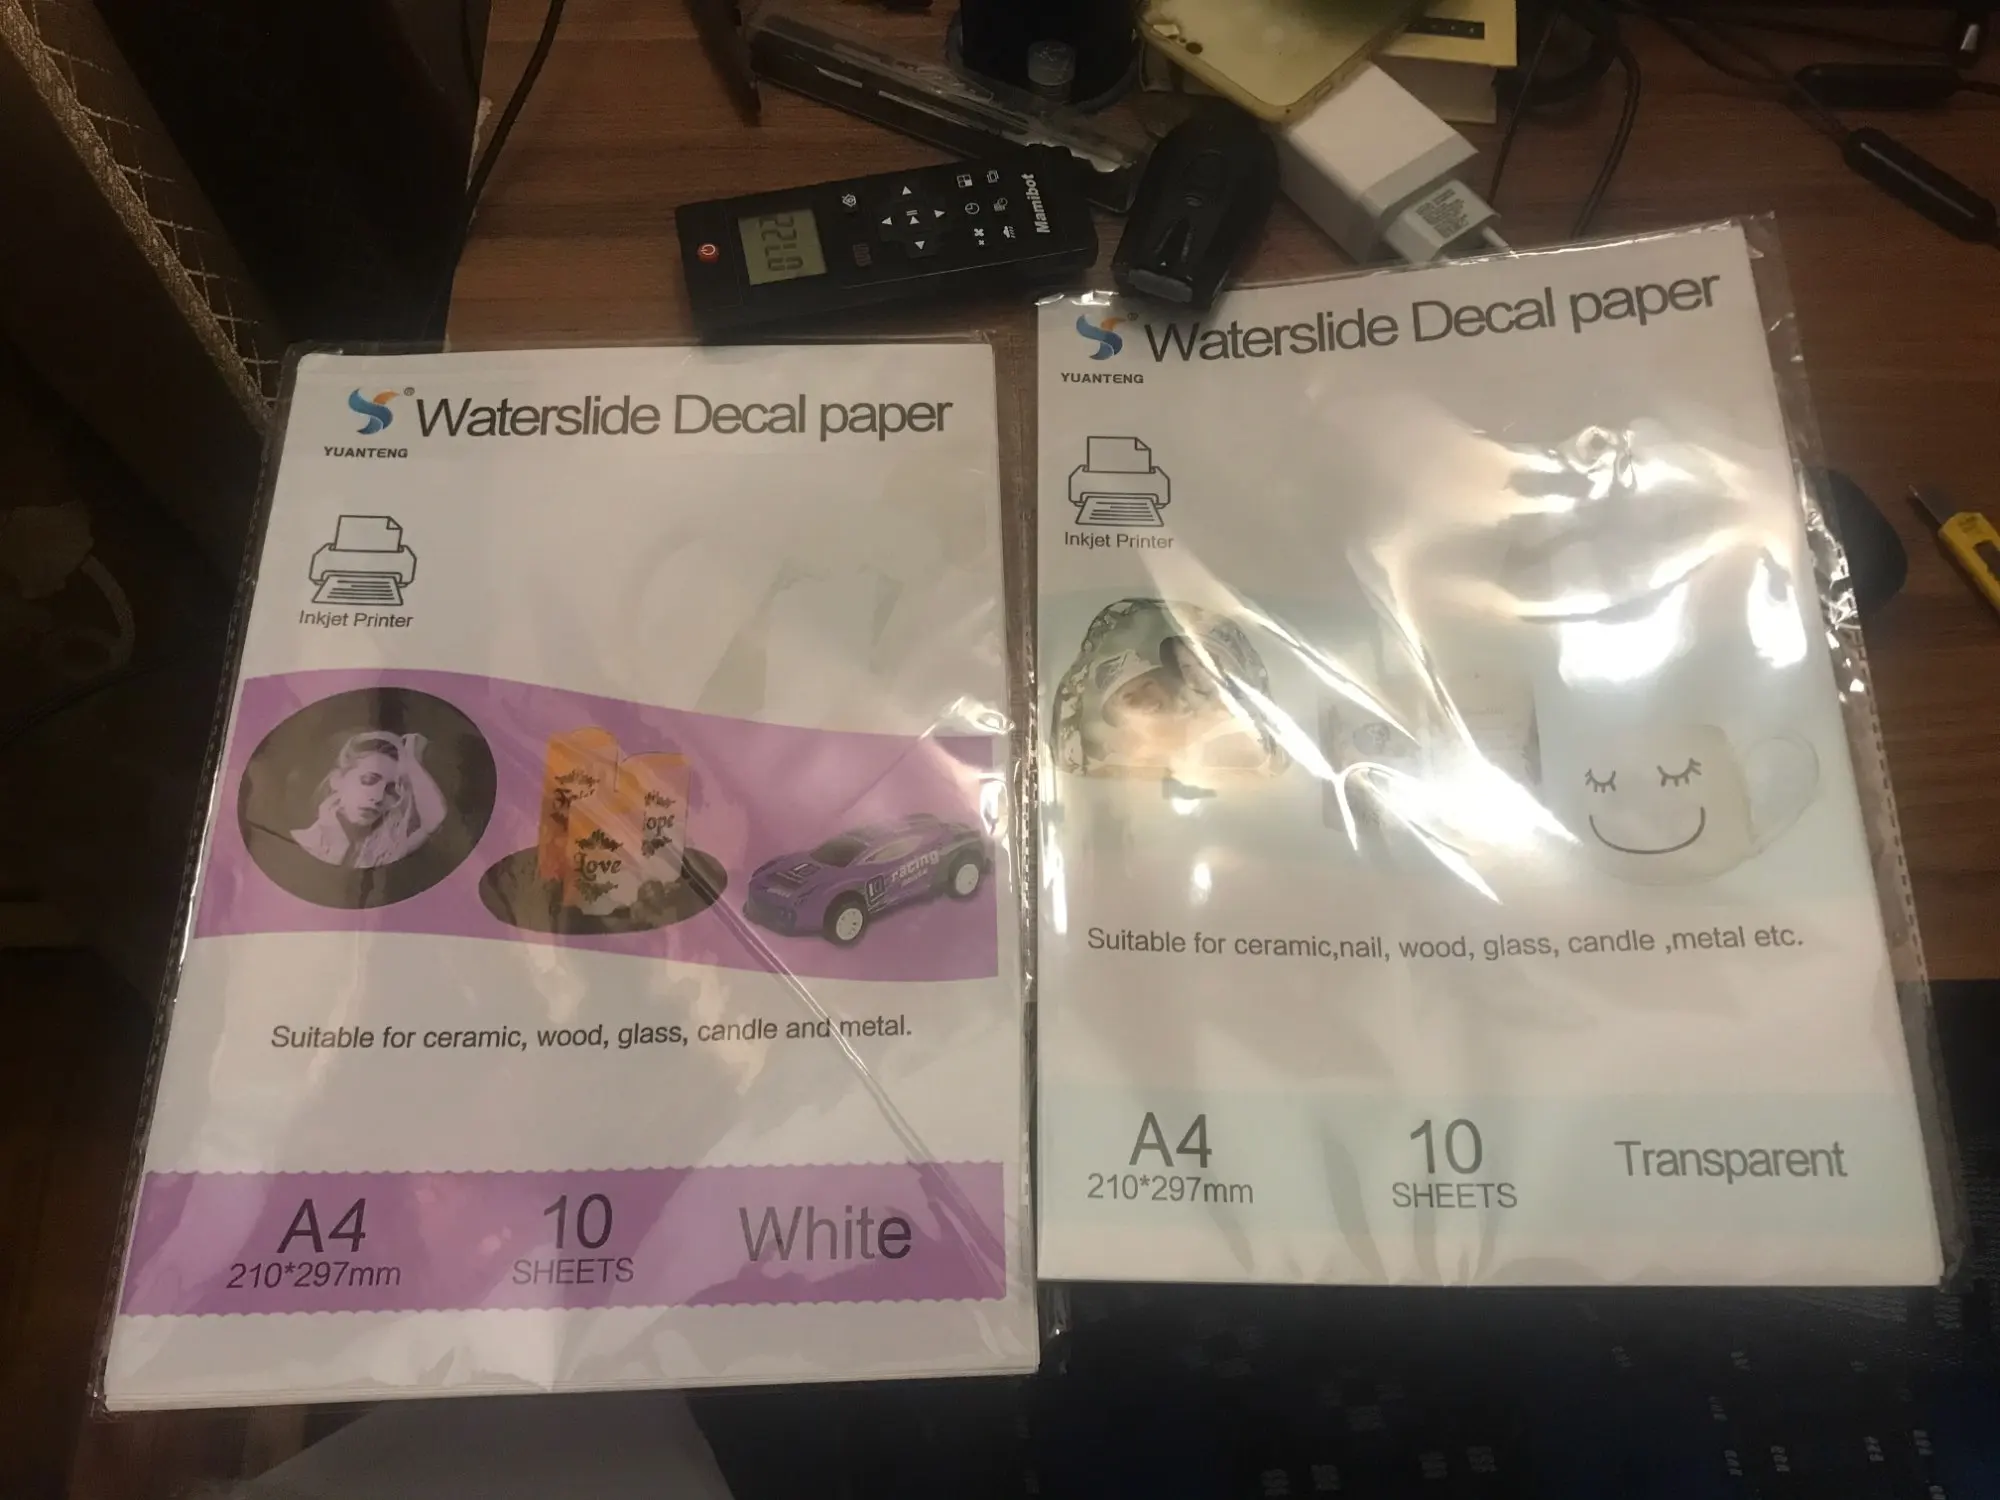 Mamibot
YUANTENG
®
Waterslide Decal paper
Inkjet Printer
Love
ope
racing
Suitable for ceramic, wood, glass, candle and metal.
A4
210*297mm
10
SHEETS
White
YUANTENG
®
Waterslide Decal paper
Inkjet Printer
Suitable for ceramic,nail, wood, glass, candle ,metal etc.
A4
210*297mm
10
SHEETS
Transparent